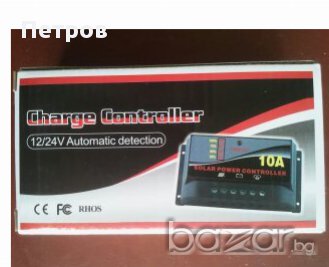 Петров
Charge Controller
12/24V Automatic detection
10A
SOLAR POWER CONTROLLER
CE FC RHOS
bazar.bg